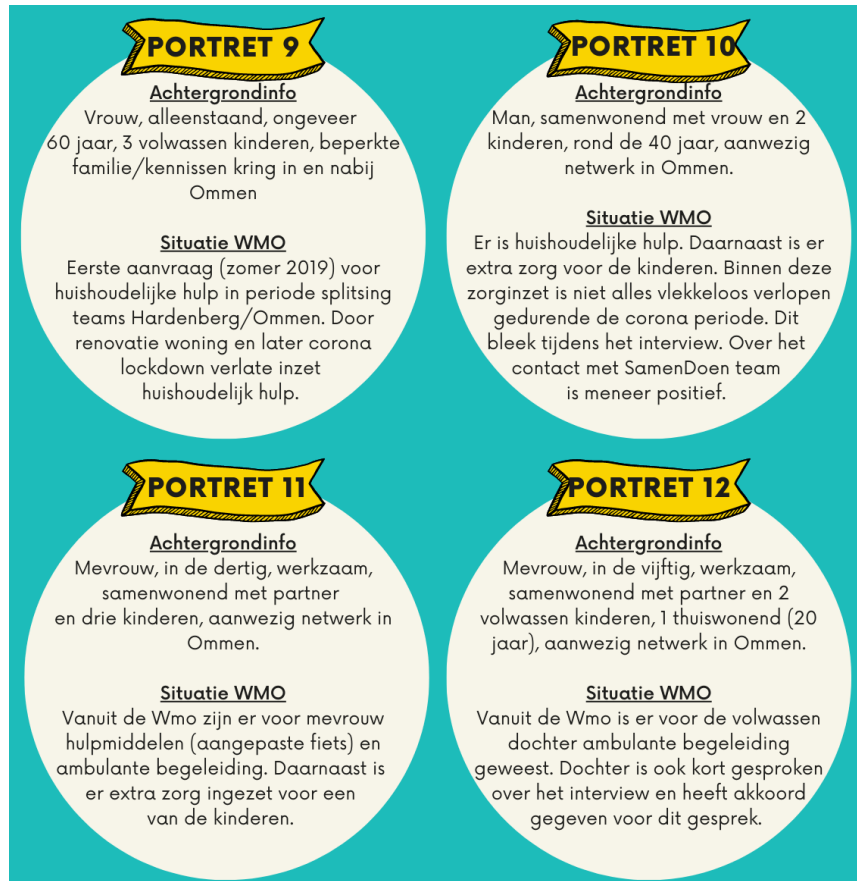 PORTRET 9
Achtergrondinfo
Vrouw, alleenstaand, ongeveer
60 jaar, 3 volwassen kinderen, beperkte
familie/kennissen kring in en nabij
Ommen
Situatie WMO
Eerste aanvraag (zomer 2019) voor
huishoudelijke hulp in periode splitsing
teams Hardenberg/Ommen. Door
renovatie woning en later corona
lockdown verlate inzet
huishoudelijk hulp.
PORTRET 10
Achtergrondinfo
Man, samenwonend met vrouw en 2
kinderen, rond de 40 jaar, aanwezig
netwerk in Ommen.
Situatie WMO
Er is huishoudelijke hulp. Daarnaast is er
extra zorg voor de kinderen. Binnen deze
zorginzet is niet alles vlekkeloos verlopen
gedurende de corona periode. Dit
bleek tijdens het interview. Over het
contact met SamenDoen team
is meneer positief.
PORTRET 11
Achtergrondinfo
Mevrouw, in de dertig, werkzaam,
samenwonend met partner
en drie kinderen, aanwezig netwerk in
Ommen.
Situatie WMO
Vanuit de Wmo zijn er voor mevrouw
hulpmiddelen (aangepaste fiets) en
ambulante begeleiding. Daarnaast is
er extra zorg ingezet voor een
van de kinderen.
PORTRET 12
Achtergrondinfo
Mevrouw, in de vijftig, werkzaam,
samenwonend met partner en 2
volwassen kinderen, 1 thuiswonend (20
jaar), aanwezig netwerk in Ommen.
Situatie WMO
Vanuit de Wmo is er voor de volwassen
dochter ambulante begeleiding
geweest. Dochter is ook kort gesproken
over het interview en heeft akkoord
gegeven voor dit gesprek.